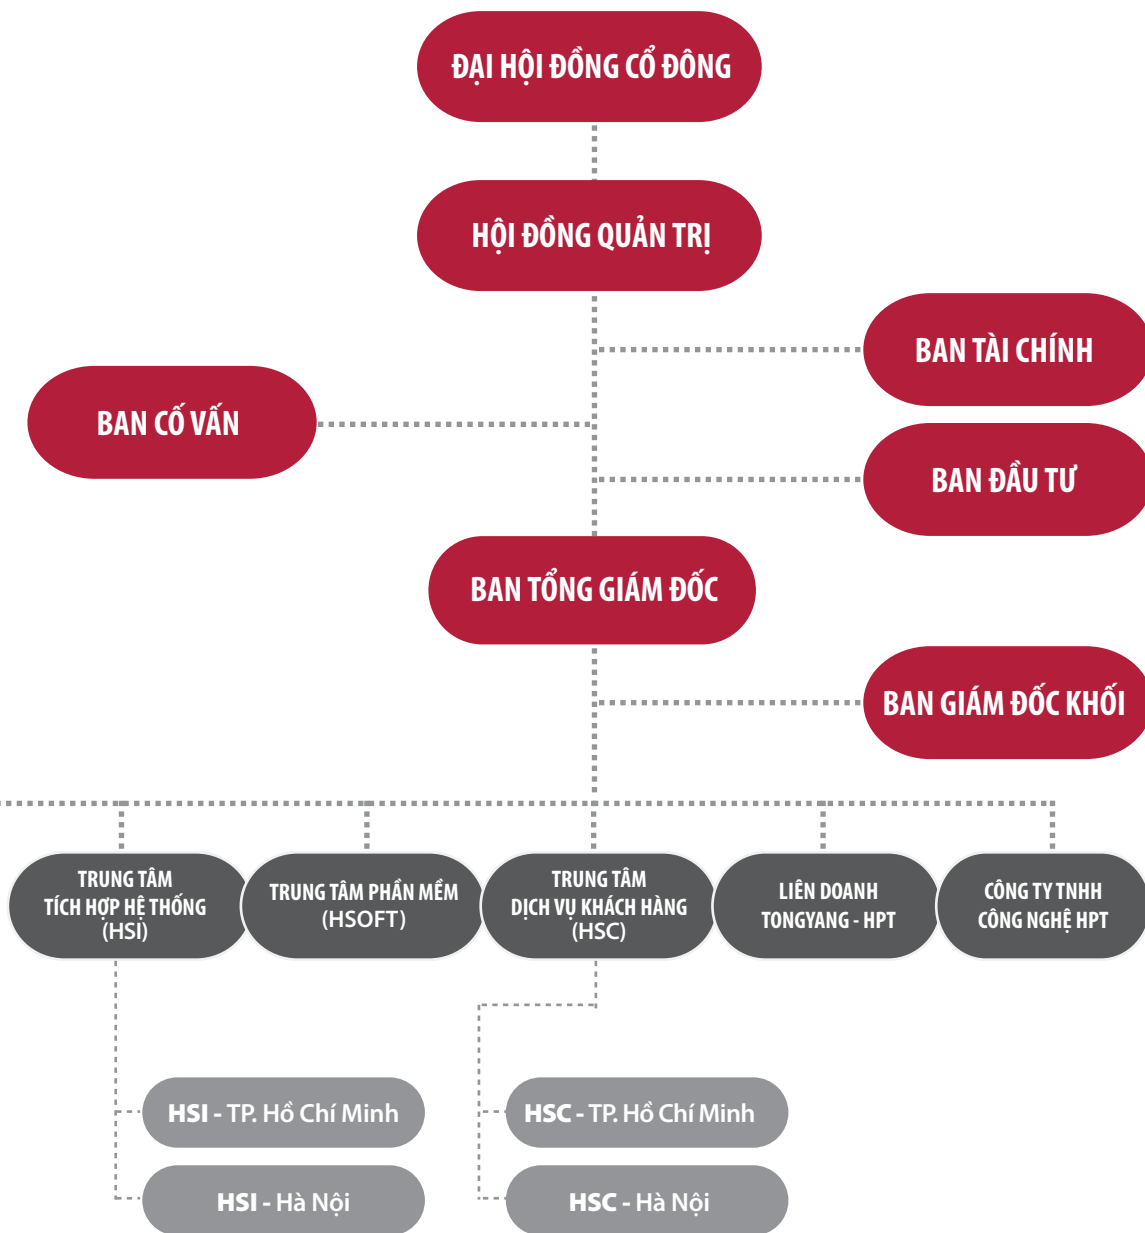 ĐẠI HỘI ĐỒNG CỔ ĐÔNG
HỘI ĐỒNG QUẢN TRỊ
BAN TÀI CHÍNH
BAN CỐ VẤN
BAN ĐẦU TƯ
BAN TỔNG GIÁM ĐỐC
BAN GIÁM ĐỐC KHỐI
TRUNG TÂM
TÍCH HỢP HỆ THỐNG
(HSI)
TRUNG TÂM PHẦN MỀM
(HSOFT)
TRUNG TÂM
DỊCH VỤ KHÁCH HÀNG
(HSC)
LIÊN DOANH
TONGYANG - HPT
CÔNG TY TNHH
CÔNG NGHỆ HPT
HSI - TP. Hồ Chí Minh
HSC - TP. Hồ Chí Minh
HSI - Hà Nội
HSC - Hà Nội